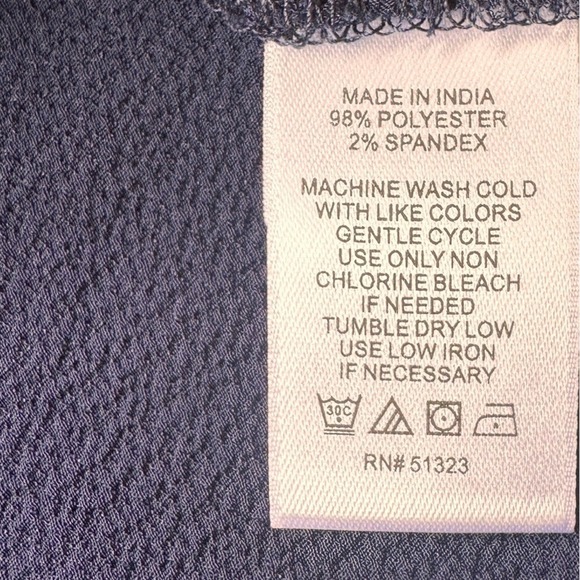 MADE IN INDIA
98% POLYESTER
2% SPANDEX
MACHINE WASH COLD
WITH LIKE COLORS
GENTLE CYCLE
USE ONLY NON
CHLORINE BLEACH
IF NEEDED
TUMBLE DRY LOW
USE LOW IRON
IF NECESSARY
30C
RN# 51323